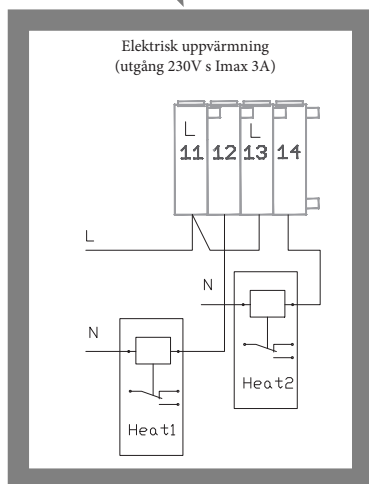 Elektrisk uppvärmning
(utgång 230V s Imax 3A)
L L
11 12 13 14
L
N
N
Heat2
Heat1